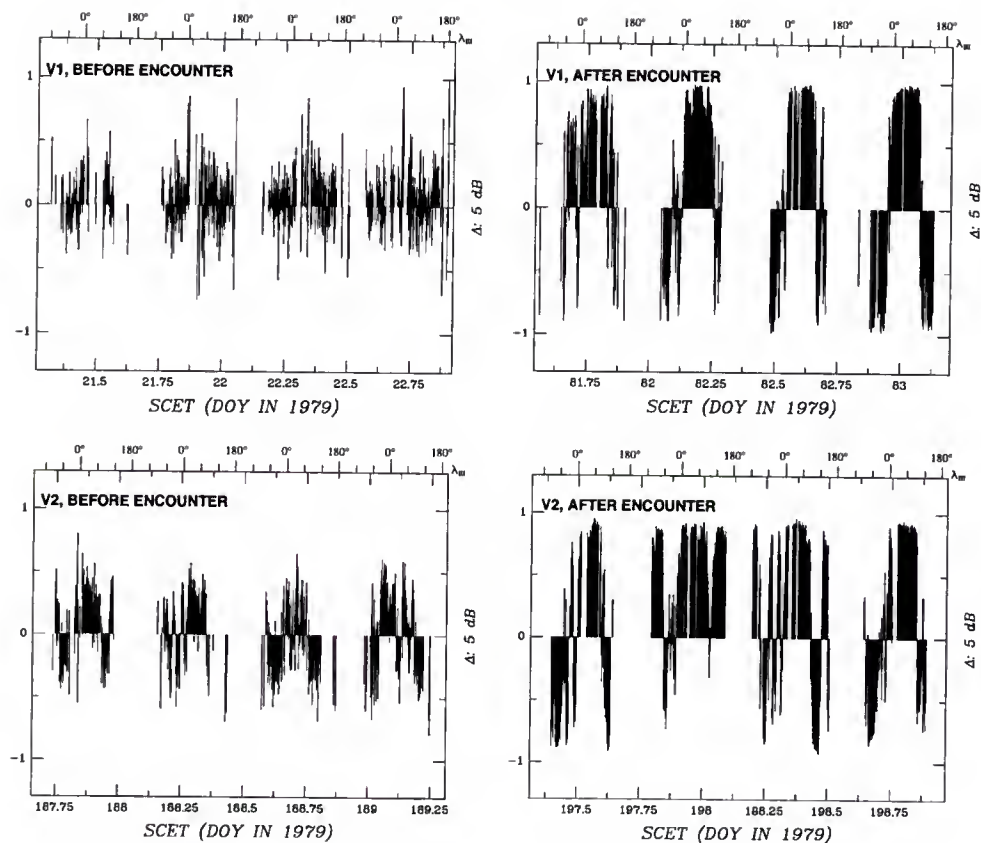 0° 180° 0° 180° 0° 180° 0° 180° λIII
V1, BEFORE ENCOUNTER
1
0
-1
Δ: 5 dB
21.5 21.75 22 22.25 22.5 22.75
SCET (DOY IN 1979)
0° 180° 0° 180° 0° 180° 0° 180° λIII
V1, AFTER ENCOUNTER
1
0
-1
Δ: 5 dB
81.75 82 82.25 82.5 82.75 83
SCET (DOY IN 1979)
0° 180° 0° 180° 0° 180° 0° 180° λIII
V2, BEFORE ENCOUNTER
1
0
-1
Δ: 5 dB
187.75 188 188.25 188.5 188.75 189 189.25
SCET (DOY IN 1979)
0° 180° 0° 180° 0° 180° 0° 180° λIII
V2, AFTER ENCOUNTER
1
0
-1
Δ: 5 dB
197.5 197.75 198 198.25 198.5 198.75
SCET (DOY IN 1979)